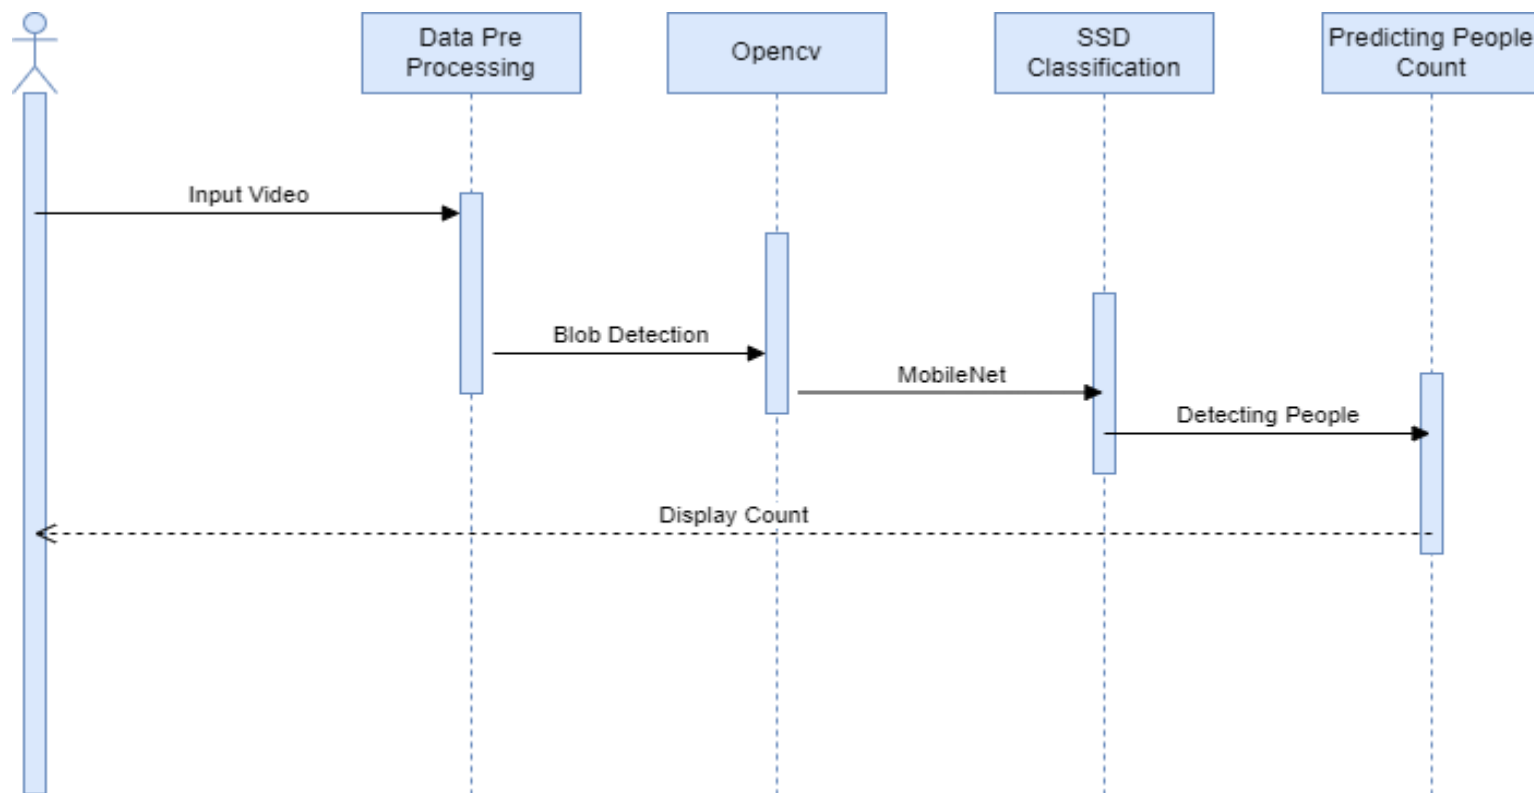 Data Pre
Processing
Opencv
SSD
Classification
Predicting People
Count
Input Video
Blob Detection
MobileNet
Detecting People
Display Count